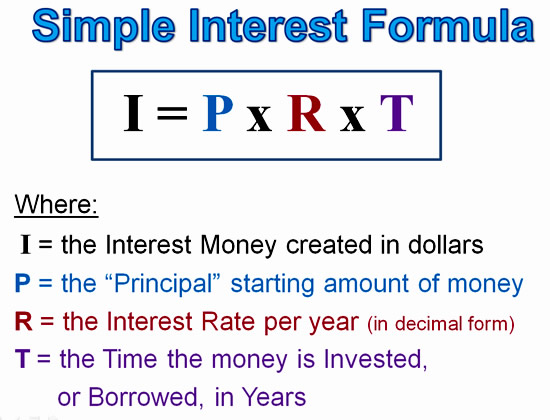 Simple Interest Formula
I = P x R x T
Where:
I = the Interest Money created in dollars
P = the “Principal” starting amount of money
R = the Interest Rate per year (in decimal form)
T = the Time the money is Invested,
or Borrowed, in Years